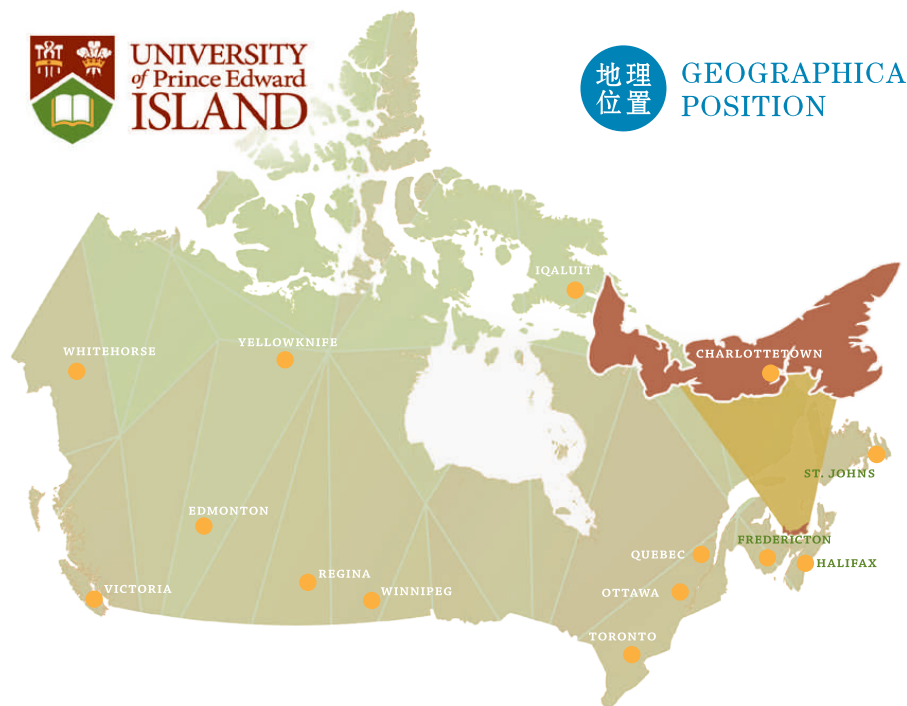 UNIVERSITY
of Prince Edward
ISLAND
地理
位置
GEOGRAPHICA
POSITION
IQALUIT
WHITEHORSE
YELLOWKNIFE
CHARLOTTETOWN
ST. JOHNS
EDMONTON
FREDERICTON
QUEBEC
HALIFAX
REGINA
VICTORIA
WINNIPEG
OTTAWA
TORONTO